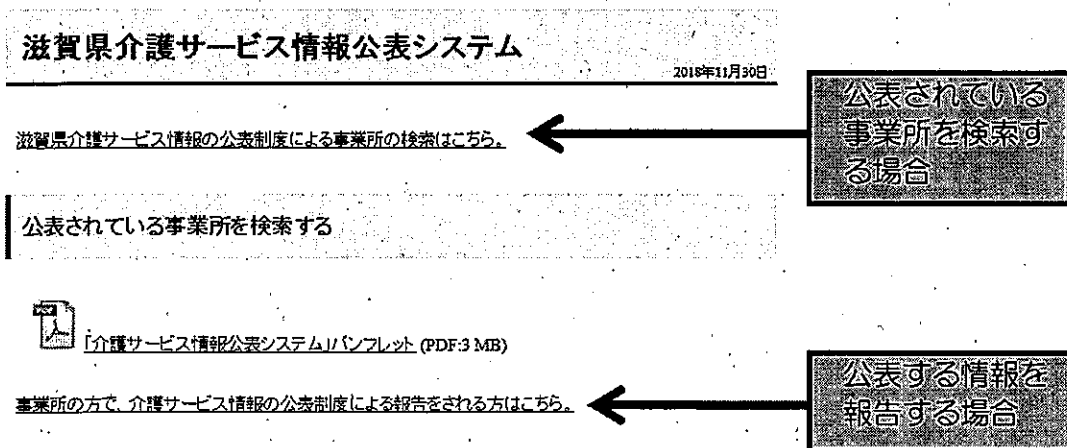 滋賀県介護サービス情報公表システム
2018年11月30日
滋賀県介護サービス情報の公表制度による事業所の検索はこちら。
公表されている
事業所を検索す
る場合
公表されている事業所を検索する
「介護サービス情報公表システム」パンフレット (PDF:3 MB)
事業所の方で、介護サービス情報の公表制度による報告をされる方はこちら。
公表する情報を
報告する場合